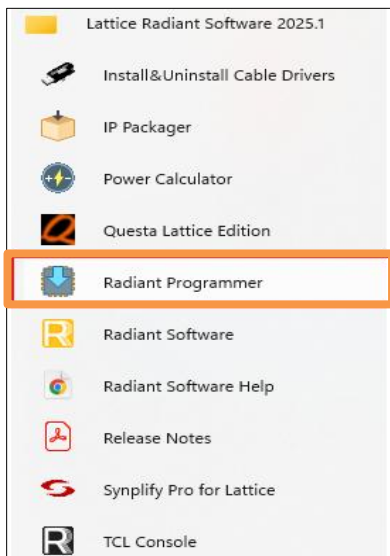 Lattice Radiant Software 2025.1
Install&Uninstall Cable Drivers
IP Packager
Power Calculator
Questa Lattice Edition
Radiant Programmer
Radiant Software
Radiant Software Help
Release Notes
Synplify Pro for Lattice
TCL Console